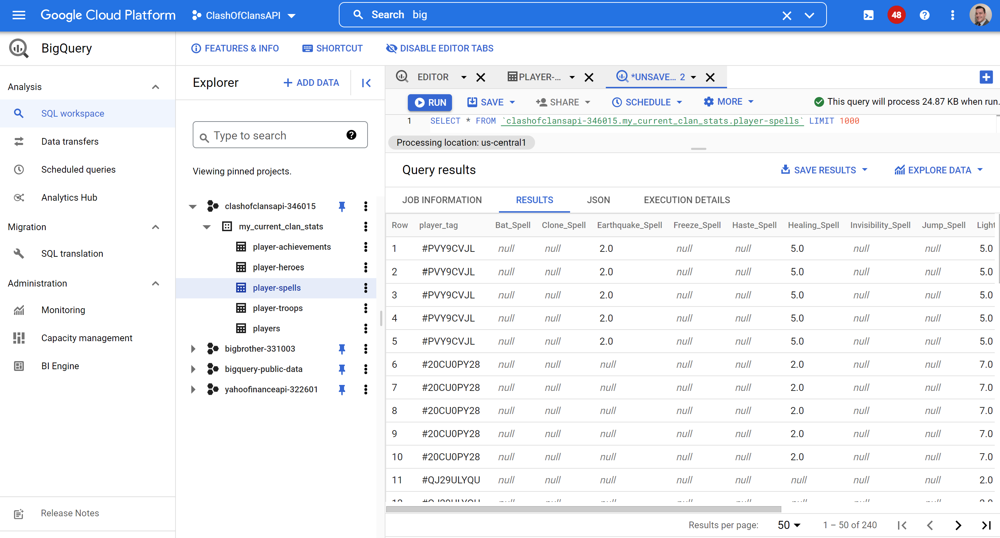 Google Cloud Platform ClashOfClansAPI Search big 48
BigQuery FEATURES & INFO SHORTCUT DISABLE EDITOR TABS
Analysis
SQL workspace
Data transfers
Scheduled queries
Analytics Hub
Migration
SQL translation
Administration
Monitoring
Capacity management
BI Engine
Release Notes
Explorer ADD DATA
Type to search
Viewing pinned projects.
clashofclansapi-346015
my_current_clan_stats
player-achievements
player-heroes
player-spells
player-troops
players
bigbrother-331003
bigquery-public-data
yahoofinanceapi-322601
EDITOR PLAYER-... *UNSAVE... 2
RUN SAVE SHARE SCHEDULE MORE This query will process 24.87 KB when run.
1 SELECT * FROM `clashofclansapi-346015.my_current_clan_stats.player-spells` LIMIT 1000
Processing location: us-central1
Query results SAVE RESULTS EXPLORE DATA
JOB INFORMATION RESULTS JSON EXECUTION DETAILS
Row player_tag Bat_Spell Clone_Spell Earthquake_Spell Freeze_Spell Haste_Spell Healing_Spell Invisibility_Spell Jump_Spell Light
1 #PVY9CVJL null null 2.0 null null 5.0 null null 5.0
2 #PVY9CVJL null null 2.0 null null 5.0 null null 5.0
3 #PVY9CVJL null null 2.0 null null 5.0 null null 5.0
4 #PVY9CVJL null null 2.0 null null 5.0 null null 5.0
5 #PVY9CVJL null null 2.0 null null 5.0 null null 5.0
6 #20CU0PY28 null null null null null 2.0 null null 7.0
7 #20CU0PY28 null null null null null 2.0 null null 7.0
8 #20CU0PY28 null null null null null 2.0 null null 7.0
9 #20CU0PY28 null null null null null 2.0 null null 7.0
10 #20CU0PY28 null null null null null 2.0 null null 7.0
11 #QJ29ULYQU null null null null null null null null 2.0
Results per page: 50 1 – 50 of 240